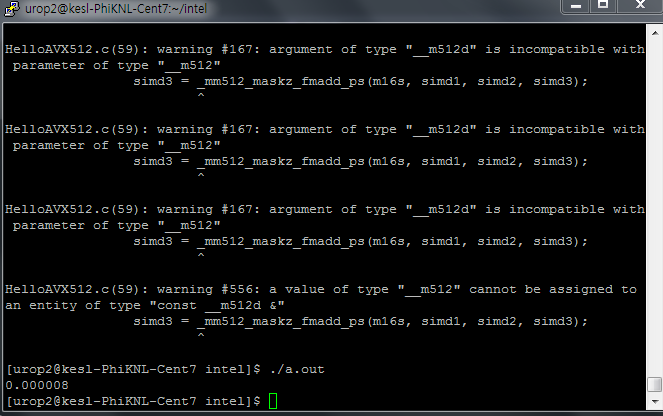 urop2@kesl-PhiKNL-Cent7:~/intel
HelloAVX512.c(59): warning #167: argument of type "__m512d" is incompatible with
parameter of type "__m512"
simd3 = _mm512_maskz_fmadd_ps(m16s, simd1, simd2, simd3);
^
HelloAVX512.c(59): warning #167: argument of type "__m512d" is incompatible with
parameter of type "__m512"
simd3 = _mm512_maskz_fmadd_ps(m16s, simd1, simd2, simd3);
^
HelloAVX512.c(59): warning #167: argument of type "__m512d" is incompatible with
parameter of type "__m512"
simd3 = _mm512_maskz_fmadd_ps(m16s, simd1, simd2, simd3);
^
HelloAVX512.c(59): warning #556: a value of type "__m512" cannot be assigned to
an entity of type "const __m512d &"
simd3 = _mm512_maskz_fmadd_ps(m16s, simd1, simd2, simd3);
^
[urop2@kesl-PhiKNL-Cent7 intel]$ ./a.out
0.000008
[urop2@kesl-PhiKNL-Cent7 intel]$